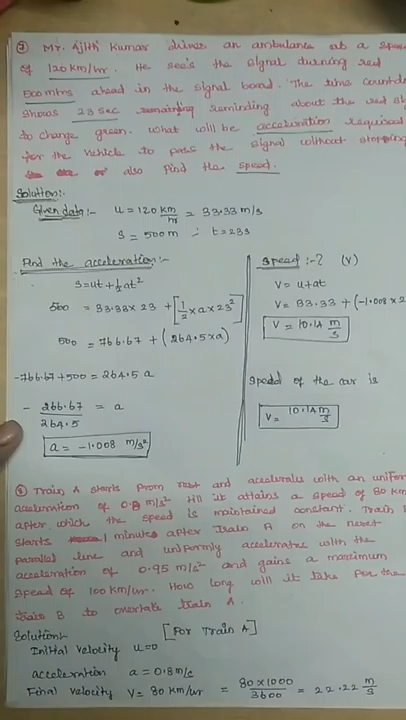 ③ Mr. Ajith Kumar drives an ambulance at a speed
of 120 km/hr. He see's the signal turning red
500 mtrs ahead in the signal board. The time countdo
shows 23 sec remaining reminding about the red si
to change green. What will be acceleration required
for the vehicle to pass the signal without stopping
also find the speed.
Solution:-
Given data:- u = 120 km/hr = 33.33 m/s
s = 500 m ; t = 23 s
Find the acceleration:-
s = ut + 1/2 at²
500 = 33.33 x 23 + [1/2 x a x 23²]
500 = 766.67 + (264.5 x a)
-766.67 + 500 = 264.5 a
- 266.67 / 264.5 = a
a = -1.008 m/s²
Speed :- ? (v)
v = u + at
v = 33.33 + (-1.008 x 2
v = 10.14 m/s
Speed of the car is
v = 10.14 m/s
⑧ Train A starts from rest and accelerates with an uniform
acceleration of 0.8 m/s² till it attains a speed of 80 km
after which the speed is maintained constant. Train B
starts 1 minute after Train A on the next
parallel line and uniformly accelerates with the
acceleration of 0.95 m/s² and gains a maximum
speed of 100 km/hr. How long will it take for the
train B to overtake train A.
Solution:- [For Train A]
Initial velocity u = 0
acceleration a = 0.8 m/s
Final velocity v = 80 km/hr = 80 x 1000 / 3600 = 22.22 m/s